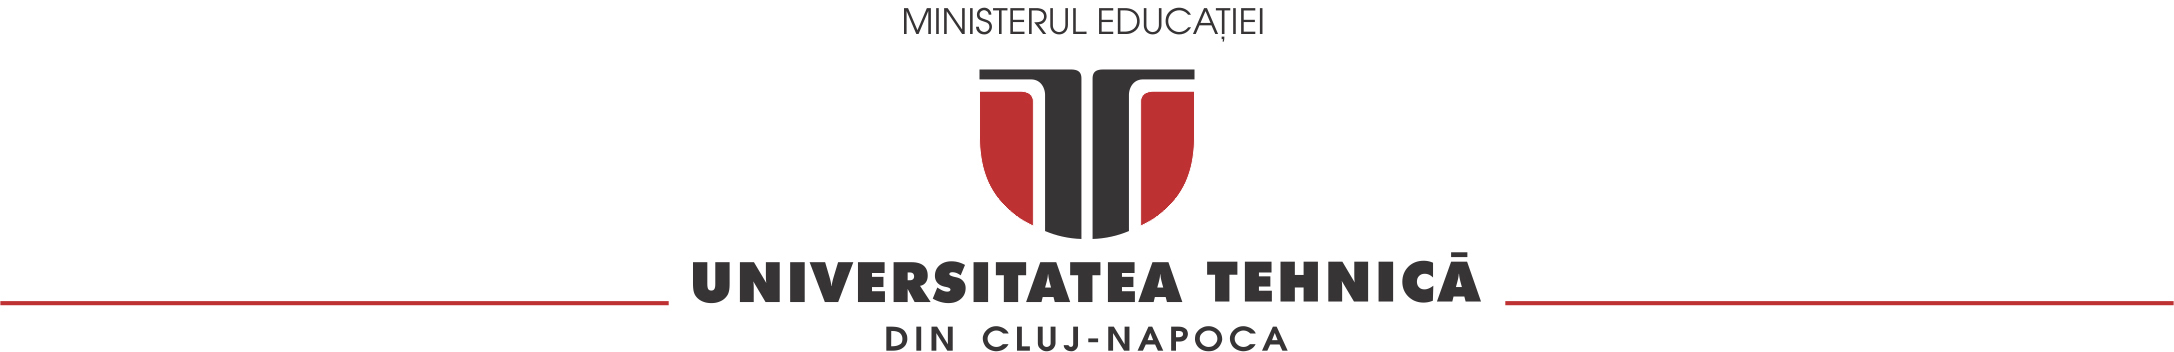 MINISTERUL EDUCAȚIEI
UNIVERSITATEA TEHNICĂ
DIN CLUJ-NAPOCA